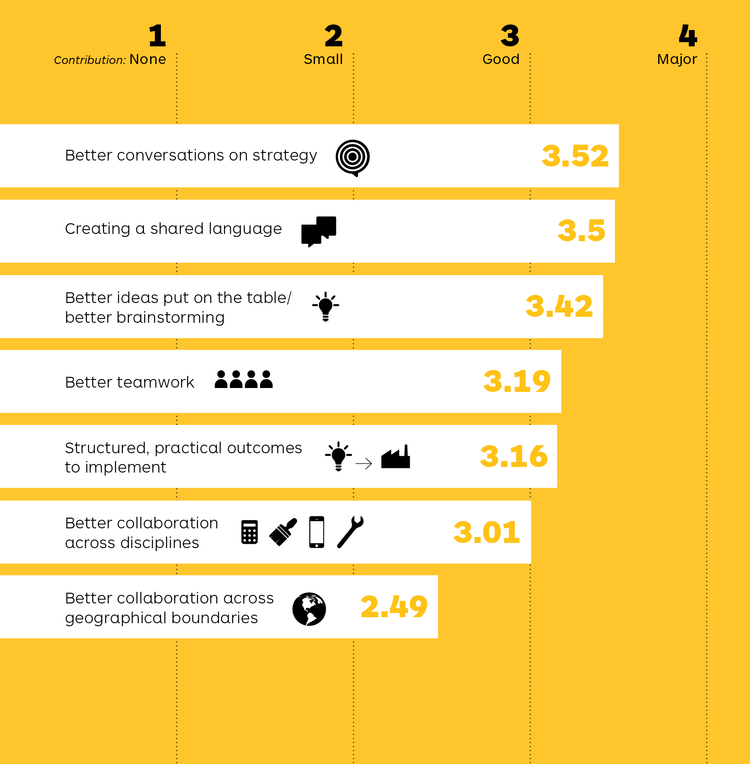 1 2 3 4
Contribution: None Small Good Major
Better conversations on strategy 3.52
Creating a shared language 3.5
Better ideas put on the table/
better brainstorming 3.42
Better teamwork 3.19
Structured, practical outcomes
to implement 3.16
Better collaboration
across disciplines 3.01
Better collaboration across
geographical boundaries 2.49